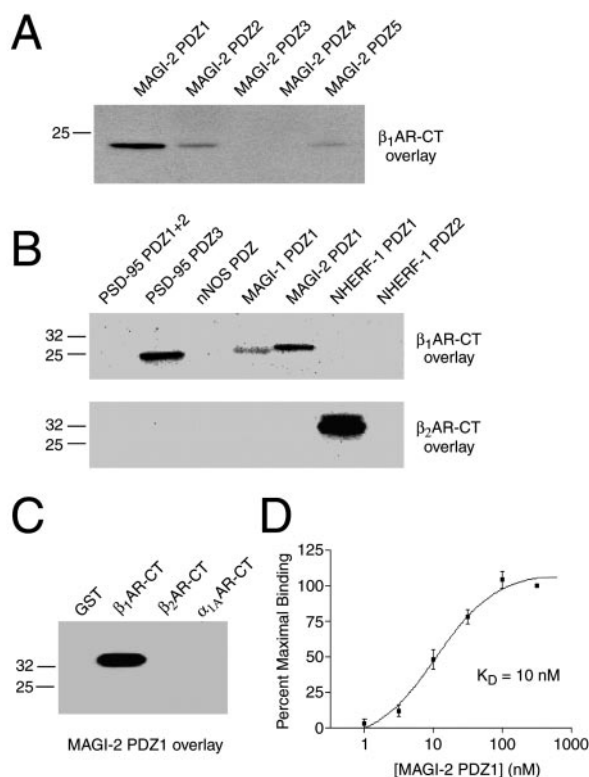 A
MAGI-2 PDZ1
MAGI-2 PDZ2
MAGI-2 PDZ3
MAGI-2 PDZ4
MAGI-2 PDZ5
25
β₁AR-CT
overlay
B
PSD-95 PDZ1+2
PSD-95 PDZ3
nNOS PDZ
MAGI-1 PDZ1
MAGI-2 PDZ1
NHERF-1 PDZ1
NHERF-1 PDZ2
32
25
β₁AR-CT
overlay
32
25
β₂AR-CT
overlay
C
GST
β₁AR-CT
β₂AR-CT
α₁ₐAR-CT
32
25
MAGI-2 PDZ1 overlay
D
Percent Maximal Binding
125
100
75
50
25
0
K_D = 10 nM
1
10
100
1000
[MAGI-2 PDZ1] (nM)